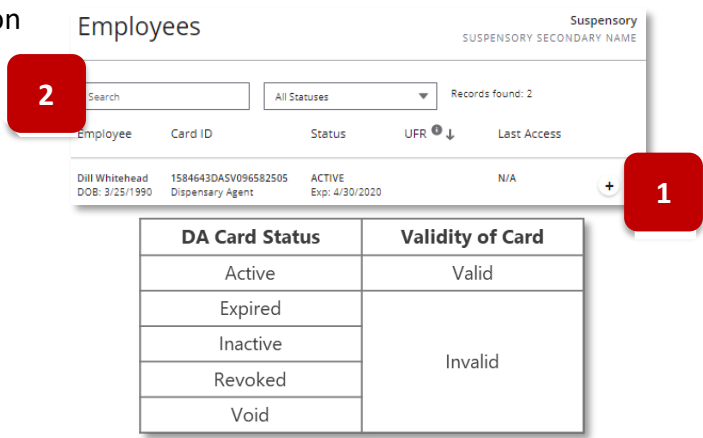 on
Employees
Suspensory
SUSPENSORY SECONDARY NAME
2
Search
All Statuses
Records found: 2
Employee Card ID Status UFR Last Access
Dill Whitehead 1584643DASV096582505 ACTIVE N/A
DOB: 3/25/1990 Dispensary Agent Exp: 4/30/2020
+
1
DA Card Status Validity of Card
Active Valid
Expired
Inactive
Invalid
Revoked
Void